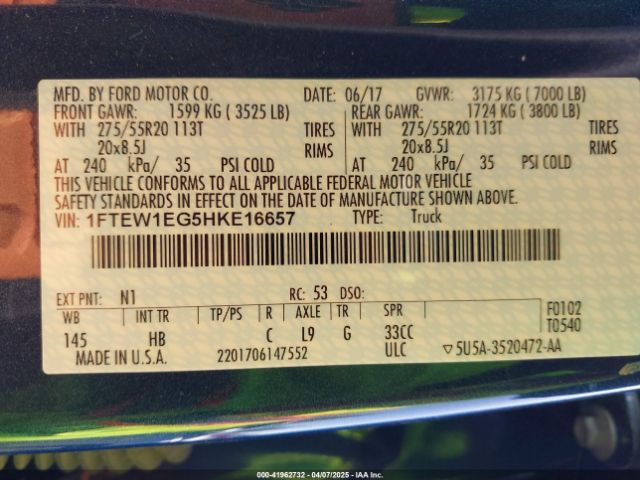 MFD. BY FORD MOTOR CO. DATE: 06/17 GVWR: 3175 KG ( 7000 LB)
FRONT GAWR: 1599 KG ( 3525 LB) REAR GAWR: 1724 KG ( 3800 LB)
WITH 275/55R20 113T TIRES WITH 275/55R20 113T TIRES
20x8.5J RIMS 20x8.5J RIMS
AT 240 kPa/ 35 PSI COLD AT 240 kPa/ 35 PSI COLD
THIS VEHICLE CONFORMS TO ALL APPLICABLE FEDERAL MOTOR VEHICLE
SAFETY STANDARDS IN EFFECT ON THE DATE OF MANUFACTURE SHOWN ABOVE.
VIN: 1FTEW1EG5HKE16657 TYPE: Truck
EXT PNT: N1 RC: 53 DSO:
WB INT TR TP/PS R AXLE TR SPR F0102
145 HB C L9 G 33CC T0540
MADE IN U.S.A. 2201706147552 ULC ▽5U5A-3520472-AA
000-41962732 - 04/07/2025 - IAA Inc.